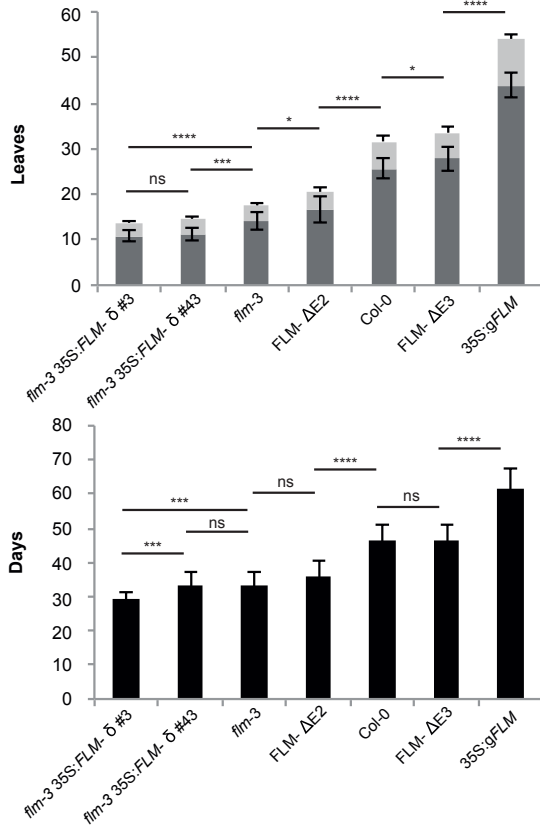 60
50
40
30
20
10
0
Leaves
ns
****
***
*
****
*
****
flm-3 35S:FLM- δ #3
flm-3 35S:FLM- δ #43
flm-3
FLM- ΔE2
Col-0
FLM- ΔE3
35S:gFLM
80
70
60
50
40
30
20
10
0
Days
***
***
ns
ns
****
ns
****
flm-3 35S:FLM- δ #3
flm-3 35S:FLM- δ #43
flm-3
FLM- ΔE2
Col-0
FLM- ΔE3
35S:gFLM